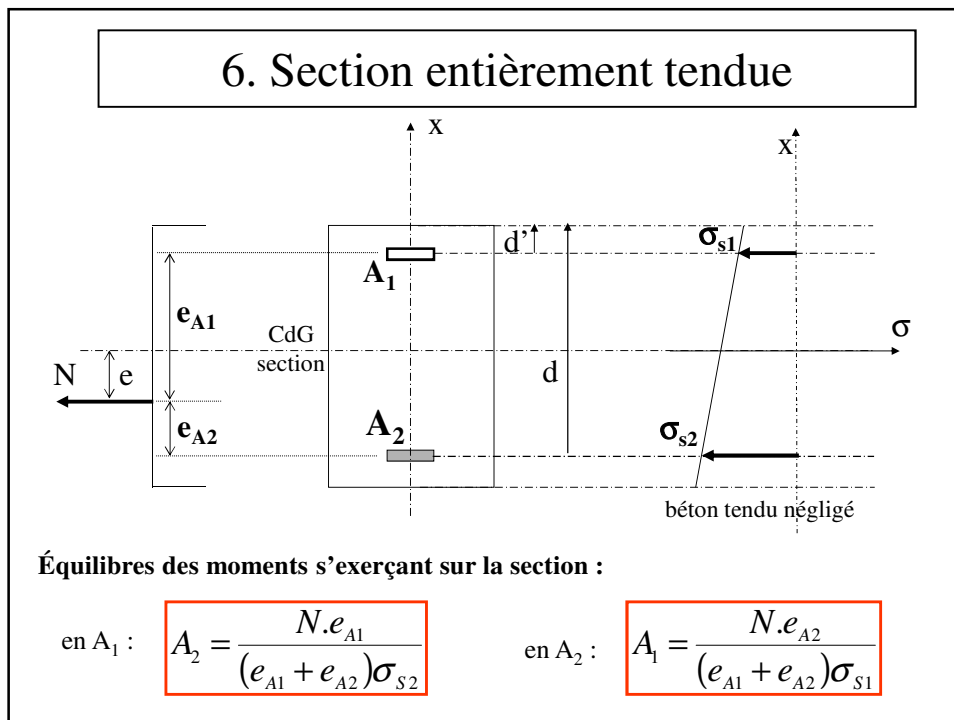 6. Section entièrement tendue
x
x
d’
σs1
A1
eA1
CdG
section
σ
N
e
d
eA2
A2
σs2
béton tendu négligé
Équilibres des moments s’exerçant sur la section :
en A1 : A2 = N.eA1 / (eA1 + eA2)σS2
en A2 : A1 = N.eA2 / (eA1 + eA2)σS1